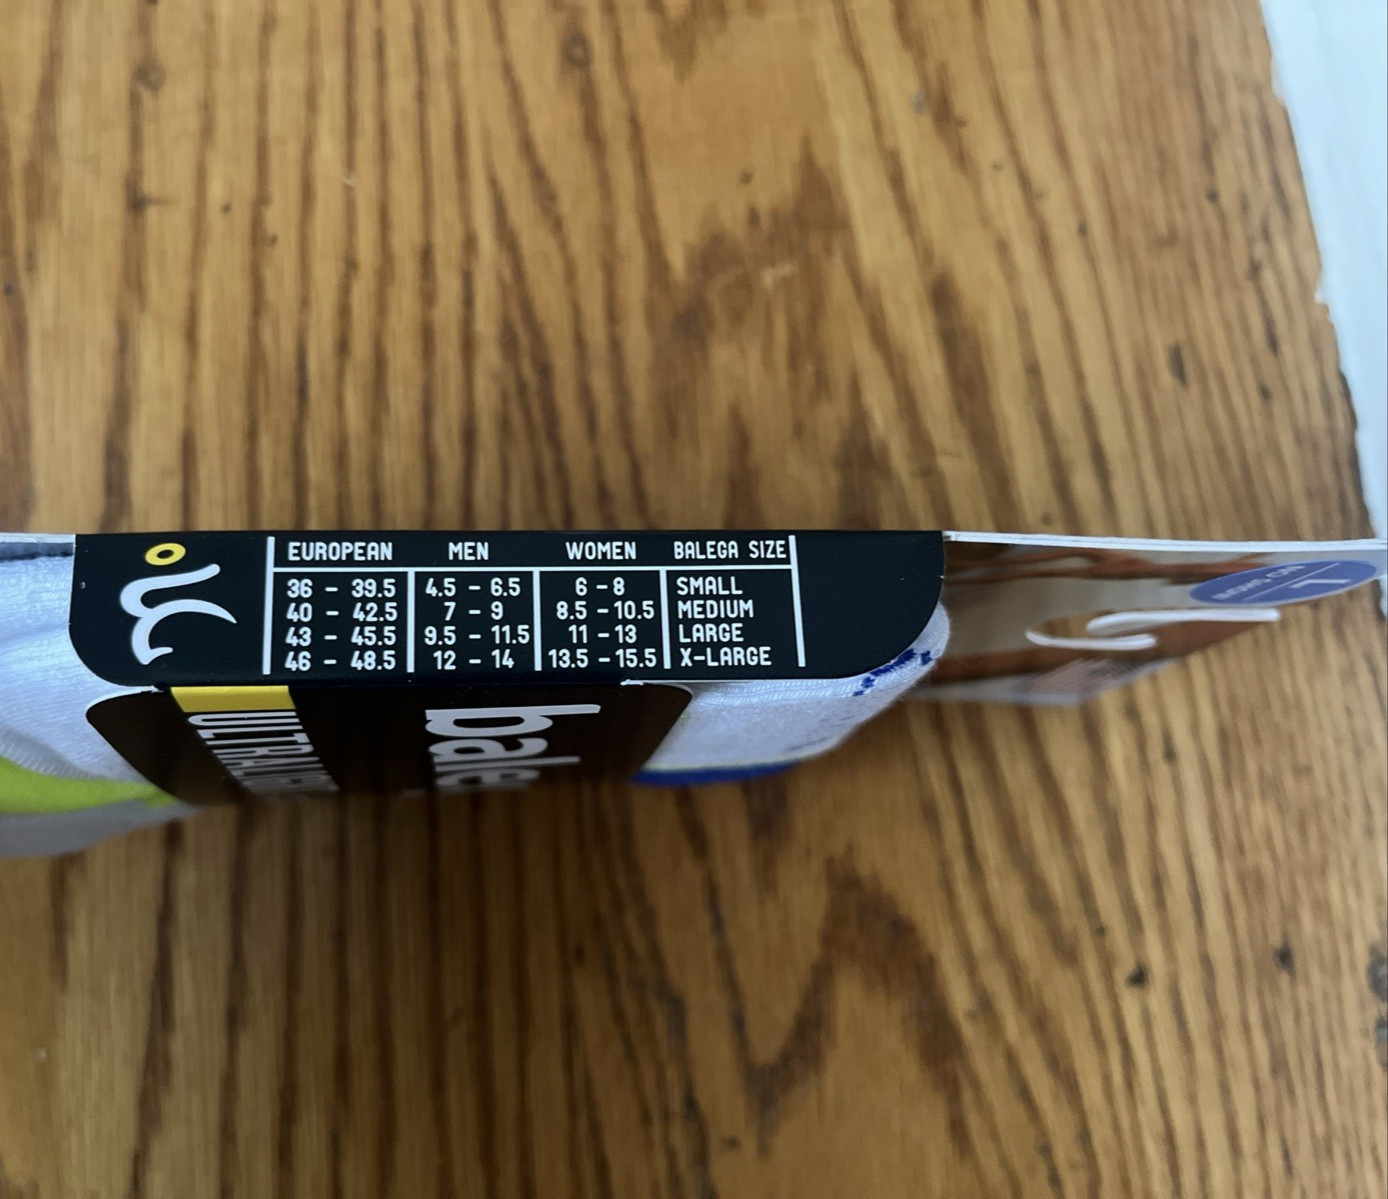 EUROPEAN MEN WOMEN BALEGA SIZE
36 - 39.5 4.5 - 6.5 6 - 8 SMALL
40 - 42.5 7 - 9 8.5 - 10.5 MEDIUM
43 - 45.5 9.5 - 11.5 11 - 13 LARGE
46 - 48.5 12 - 14 13.5 - 15.5 X-LARGE
L